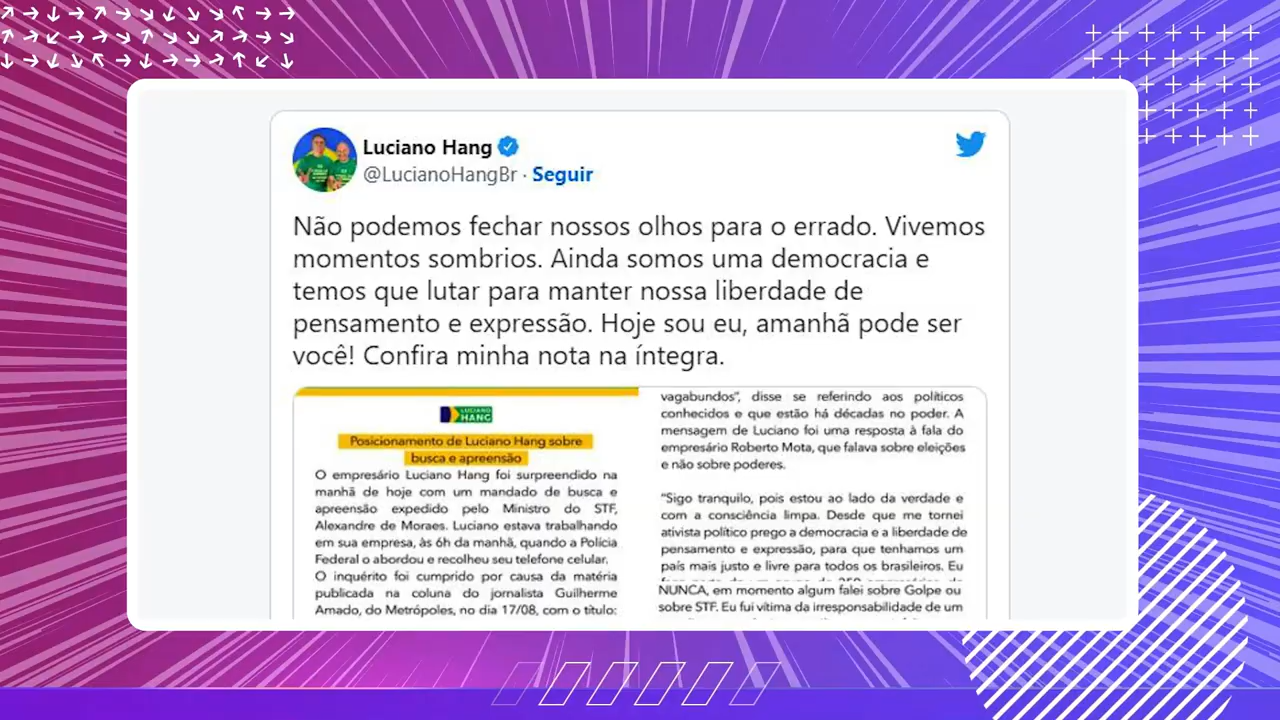 Luciano Hang
@LucianoHangBr · Seguir
Não podemos fechar nossos olhos para o errado. Vivemos
momentos sombrios. Ainda somos uma democracia e
temos que lutar para manter nossa liberdade de
pensamento e expressão. Hoje sou eu, amanhã pode ser
você! Confira minha nota na íntegra.
LUCIANO
HANG
Posicionamento de Luciano Hang sobre
busca e apreensão
O empresário Luciano Hang foi surpreendido na
manhã de hoje com um mandado de busca e
apreensão expedido pelo Ministro do STF,
Alexandre de Moraes. Luciano estava trabalhando
em sua empresa, às 6h da manhã, quando a Polícia
Federal o abordou e recolheu seu telefone celular.
O inquérito foi cumprido por causa da matéria
publicada na coluna do jornalista Guilherme
Amado, do Metrópoles, no dia 17/08, com o título:
vagabundos", disse se referindo aos políticos
conhecidos e que estão há décadas no poder. A
mensagem de Luciano foi uma resposta à fala do
empresário Roberto Mota, que falava sobre eleições
e não sobre poderes.
"Sigo tranquilo, pois estou ao lado da verdade e
com a consciência limpa. Desde que me tornei
ativista político prego a democracia e a liberdade de
pensamento e expressão, para que tenhamos um
país mais justo e livre para todos os brasileiros. Eu
NUNCA, em momento algum falei sobre Golpe ou
sobre STF. Eu fui vítima da irresponsabilidade de um